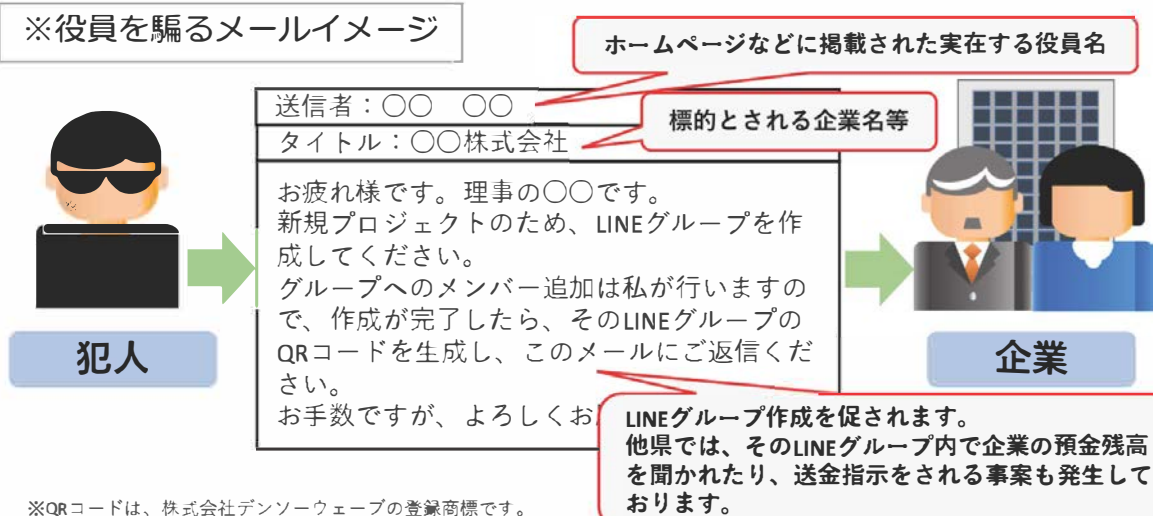 ※役員を騙るメールイメージ
ホームページなどに掲載された実在する役員名
送信者：○○　○○
標的とされる企業名等
タイトル：○○株式会社
お疲れ様です。理事の○○です。
新規プロジェクトのため、LINEグループを作
成してください。
グループへのメンバー追加は私が行いますの
で、作成が完了したら、そのLINEグループの
QRコードを生成し、このメールにご返信くだ
さい。
お手数ですが、よろしくお
犯人
企業
LINEグループ作成を促されます。
他県では、そのLINEグループ内で企業の預金残高
を聞かれたり、送金指示をされる事案も発生して
おります。
※QRコードは、株式会社デンソーウェーブの登録商標です。